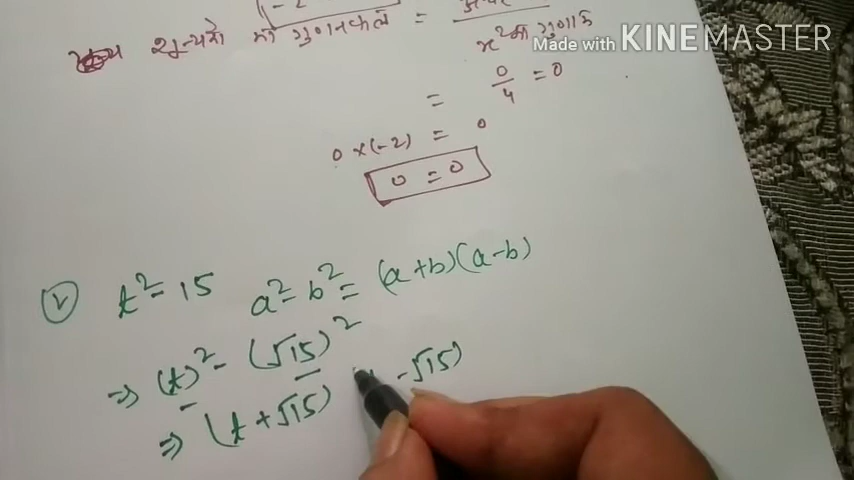 -2
शून्यको का गुणनफल =
x² का गुणांक
Made with KINEMASTER
= 0/4 = 0
0 × (-2) = 0
0 = 0
(v) t² - 15 a² - b² = (a+b)(a-b)
⇒ (t)² - (√15)²
⇒ (t + √15) - √15)